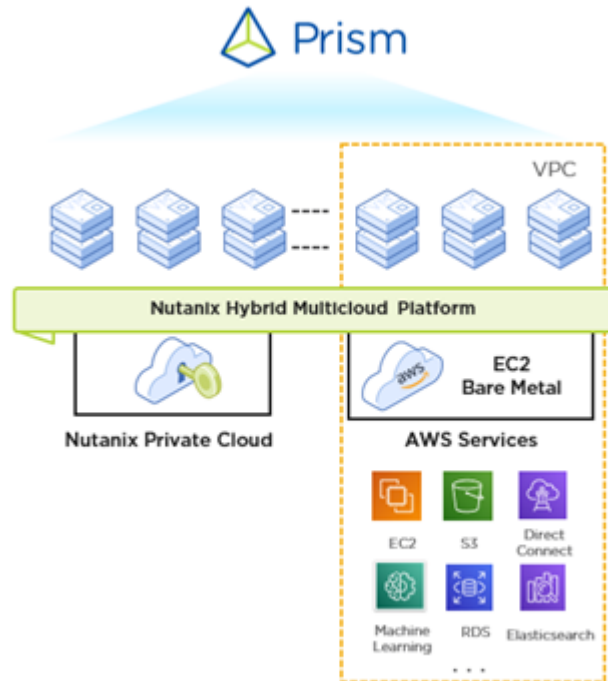 Prism
VPC
Nutanix Hybrid Multicloud Platform
aws
EC2
Bare Metal
Nutanix Private Cloud
AWS Services
EC2
S3
Direct
Connect
Machine
Learning
RDS
Elasticsearch
. . .